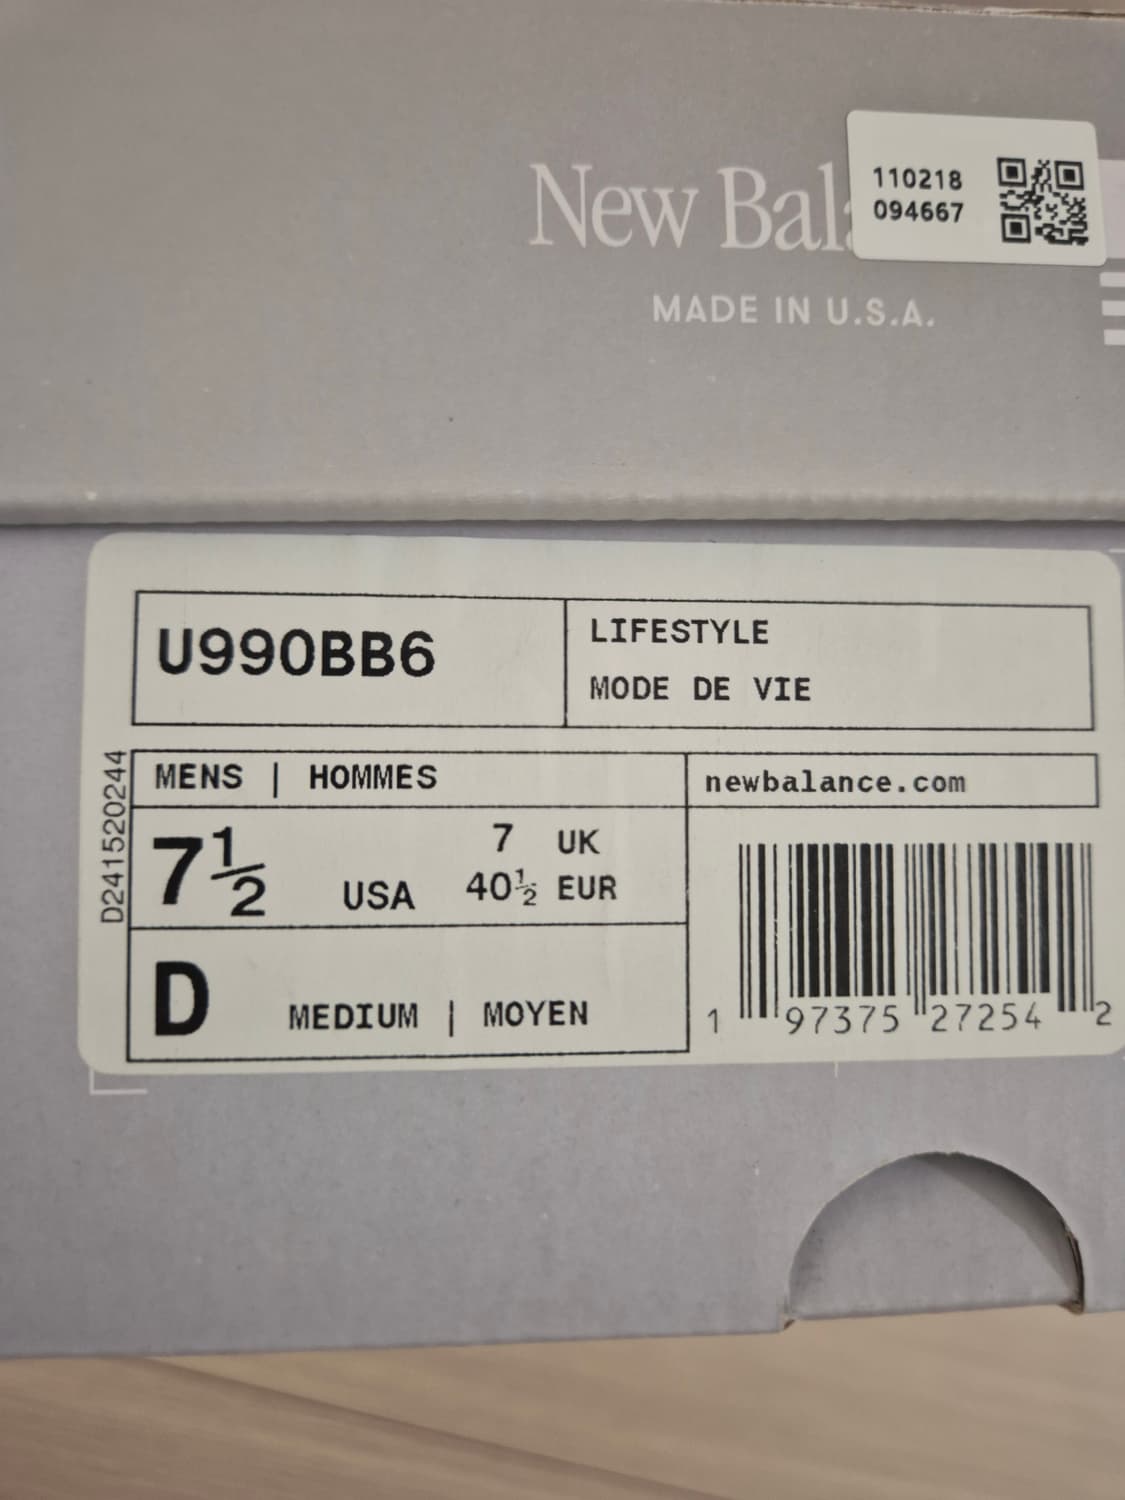 New Bal
110218
094667
MADE IN U.S.A.
U990BB6
LIFESTYLE
MODE DE VIE
D241520244
MENS | HOMMES
newbalance.com
7½ USA
7 UK
40½ EUR
D MEDIUM | MOYEN
1 97375 27254 2